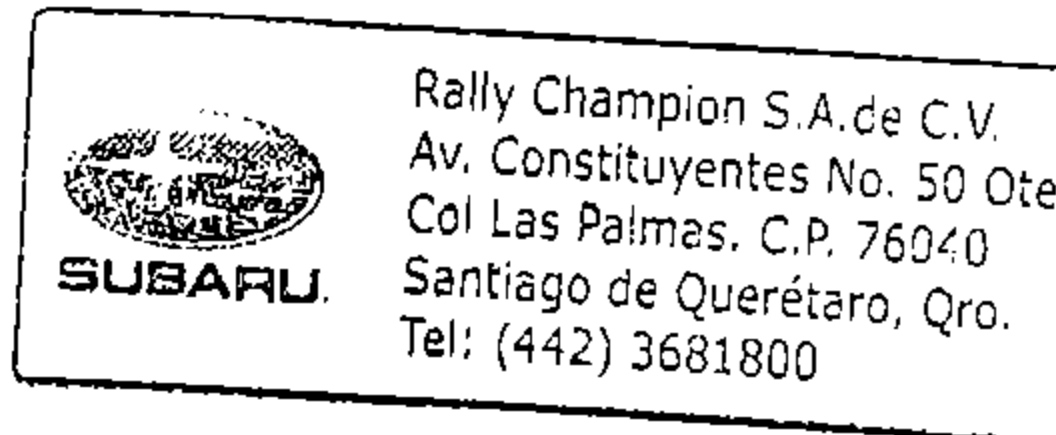 SUBARU.
Rally Champion S.A.de C.V.
Av. Constituyentes No. 50 Ote
Col Las Palmas. C.P. 76040
Santiago de Querétaro, Qro.
Tel: (442) 3681800